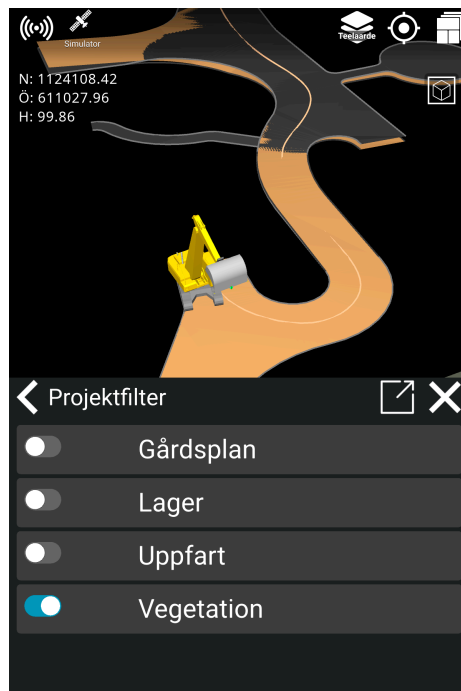 Simulator
Teelaarde
N: 1124108.42
Ö: 611027.96
H: 99.86
Projektfilter
Gårdsplan
Lager
Uppfart
Vegetation